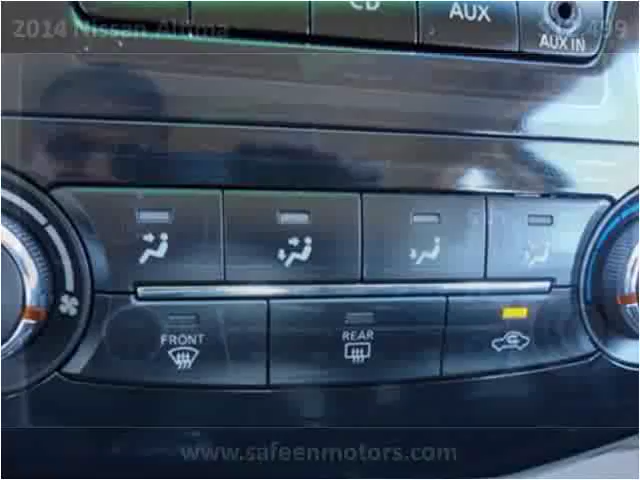 2014 Nissan Altima
CD
AUX
AUX IN
FRONT
REAR
www.safeenmotors.com